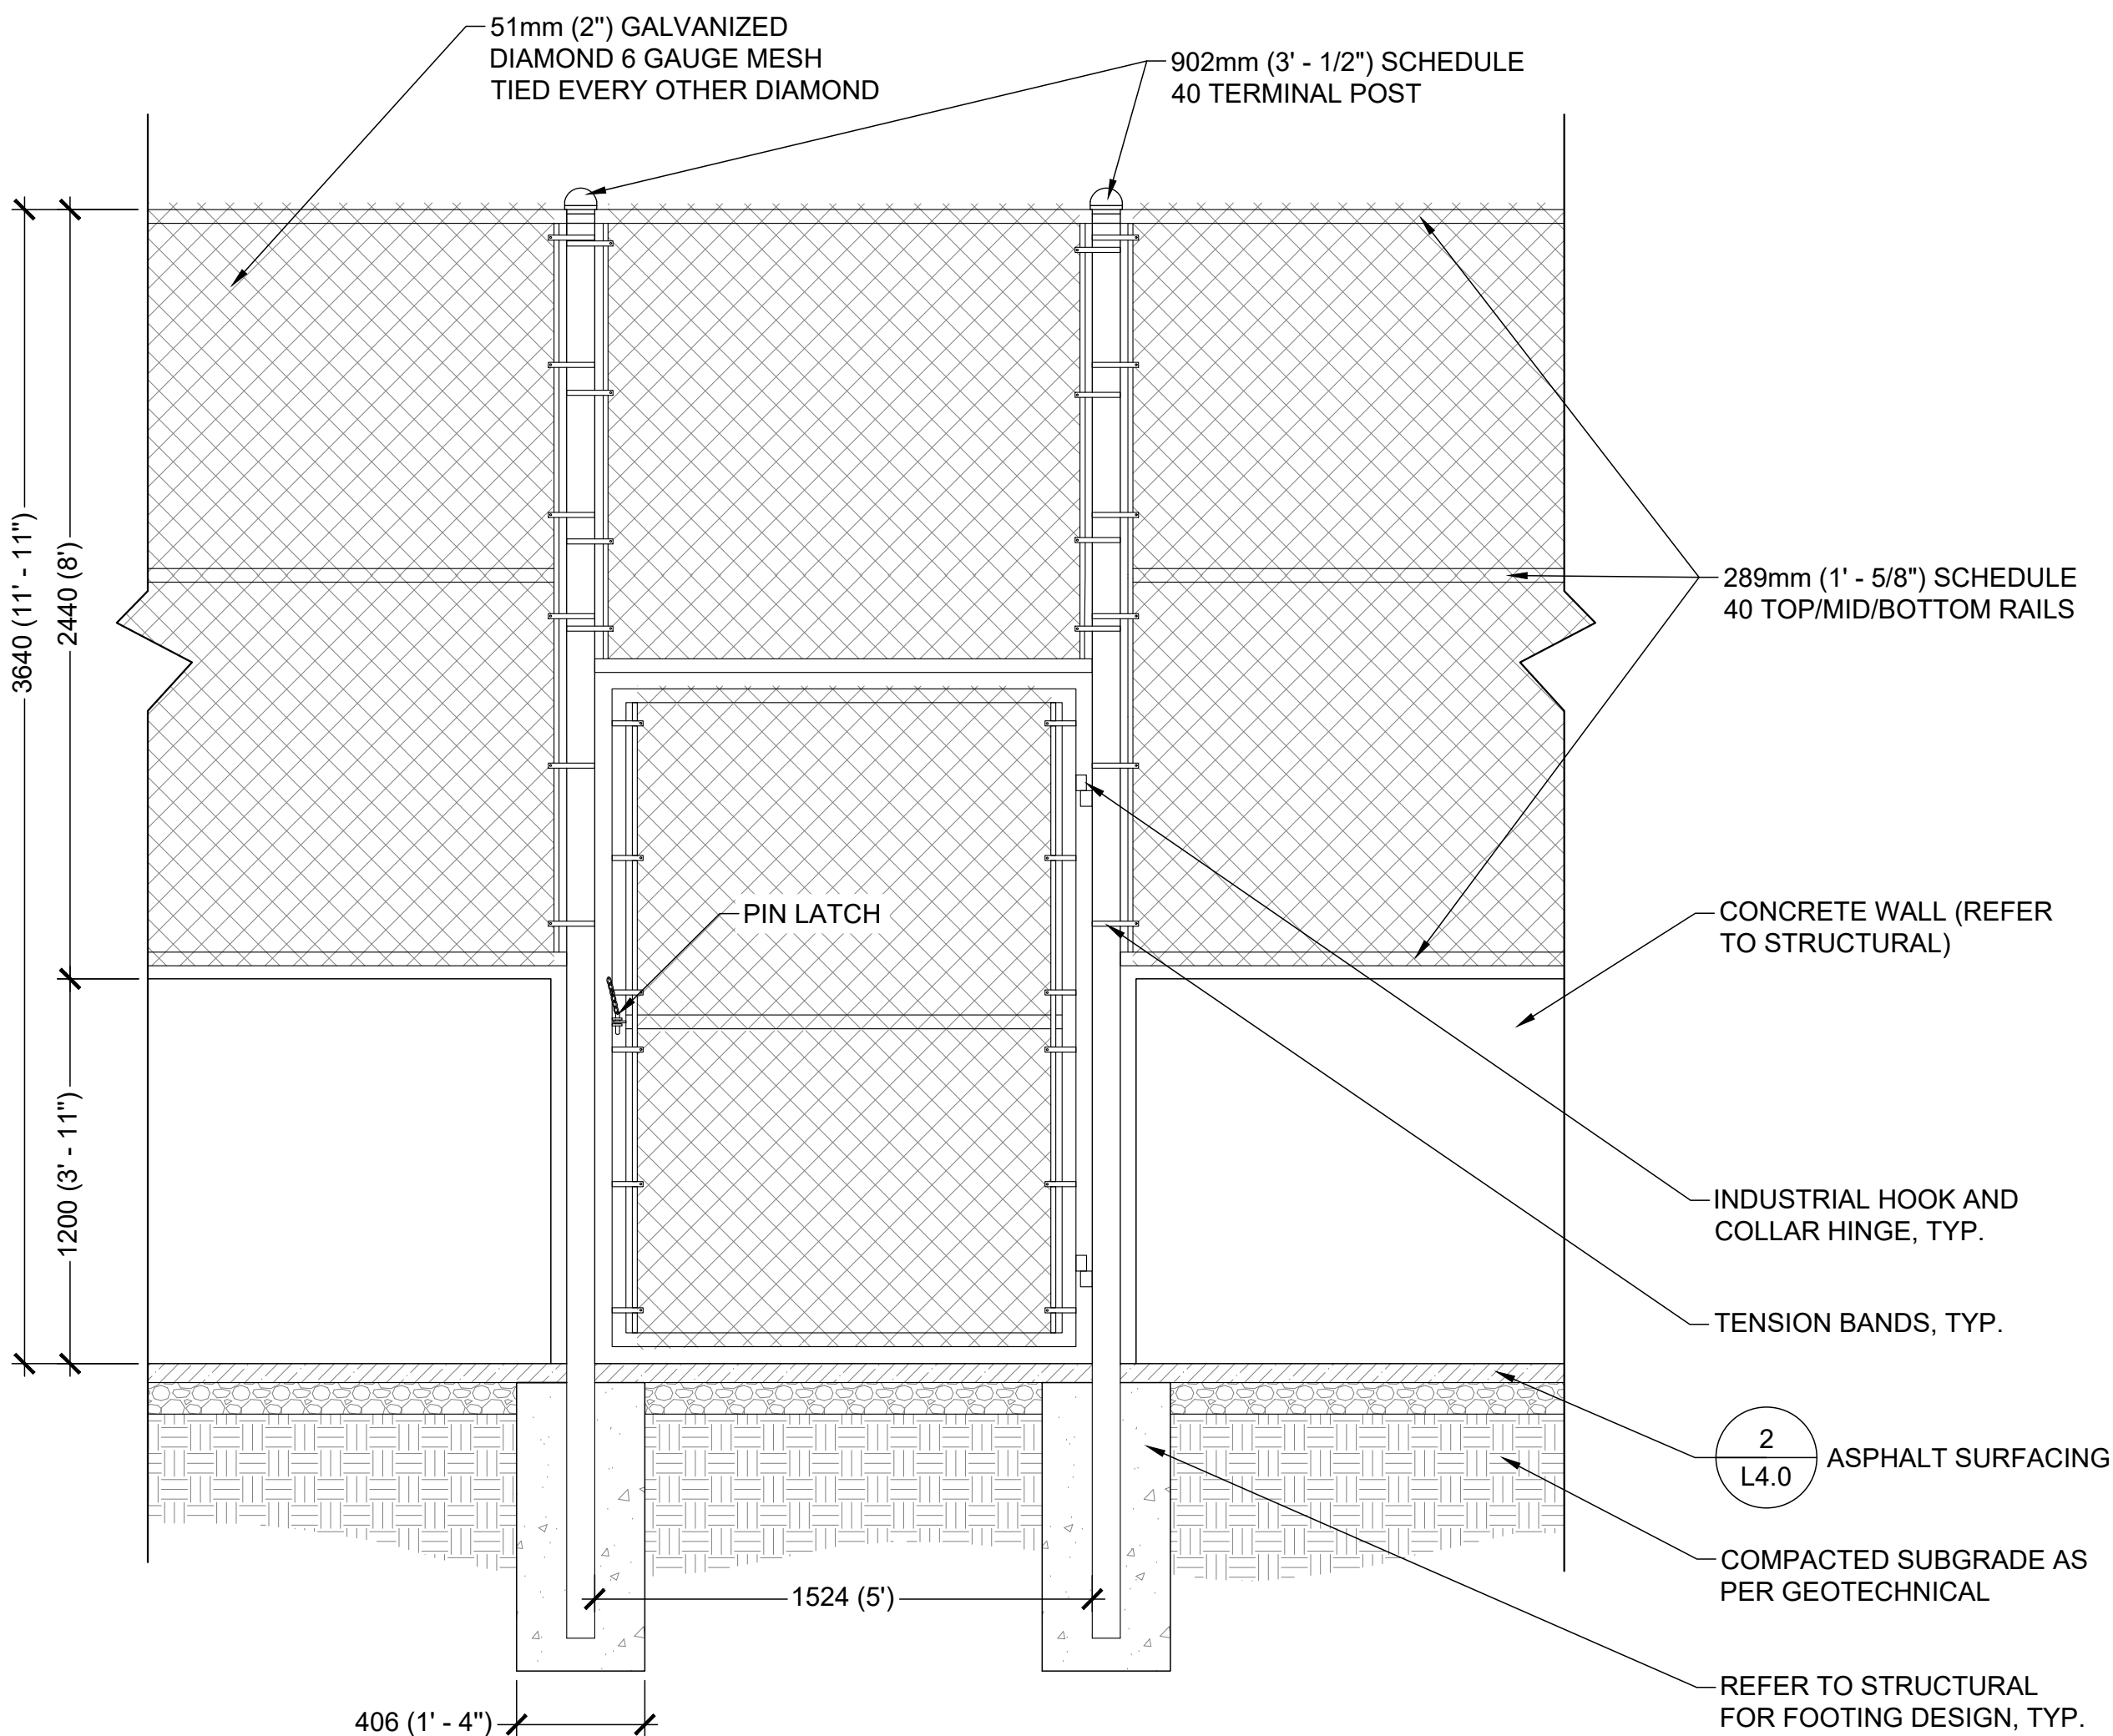 51mm (2") GALVANIZED
DIAMOND 6 GAUGE MESH
TIED EVERY OTHER DIAMOND
902mm (3' - 1/2") SCHEDULE
40 TERMINAL POST
3640 (11' - 11")
2440 (8')
289mm (1' - 5/8") SCHEDULE
40 TOP/MID/BOTTOM RAILS
PIN LATCH
CONCRETE WALL (REFER
TO STRUCTURAL)
1200 (3' - 11")
INDUSTRIAL HOOK AND
COLLAR HINGE, TYP.
TENSION BANDS, TYP.
2
L4.0
ASPHALT SURFACING
COMPACTED SUBGRADE AS
PER GEOTECHNICAL
1524 (5')
REFER TO STRUCTURAL
FOR FOOTING DESIGN, TYP.
406 (1' - 4")